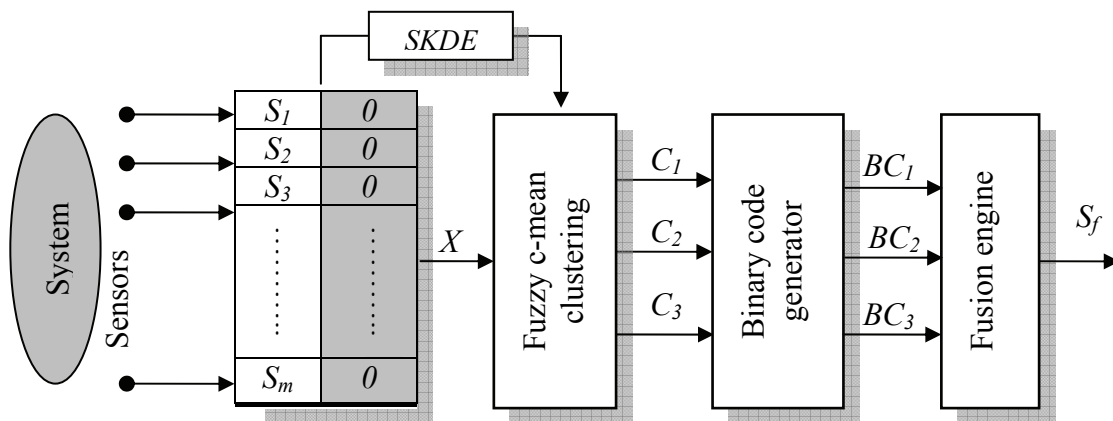 SKDE
System
Sensors
S₁ 0
S₂ 0
S₃ 0
Sₘ 0
X
Fuzzy c-mean
clustering
C₁
C₂
C₃
Binary code
generator
BC₁
BC₂
BC₃
Fusion engine
S_f